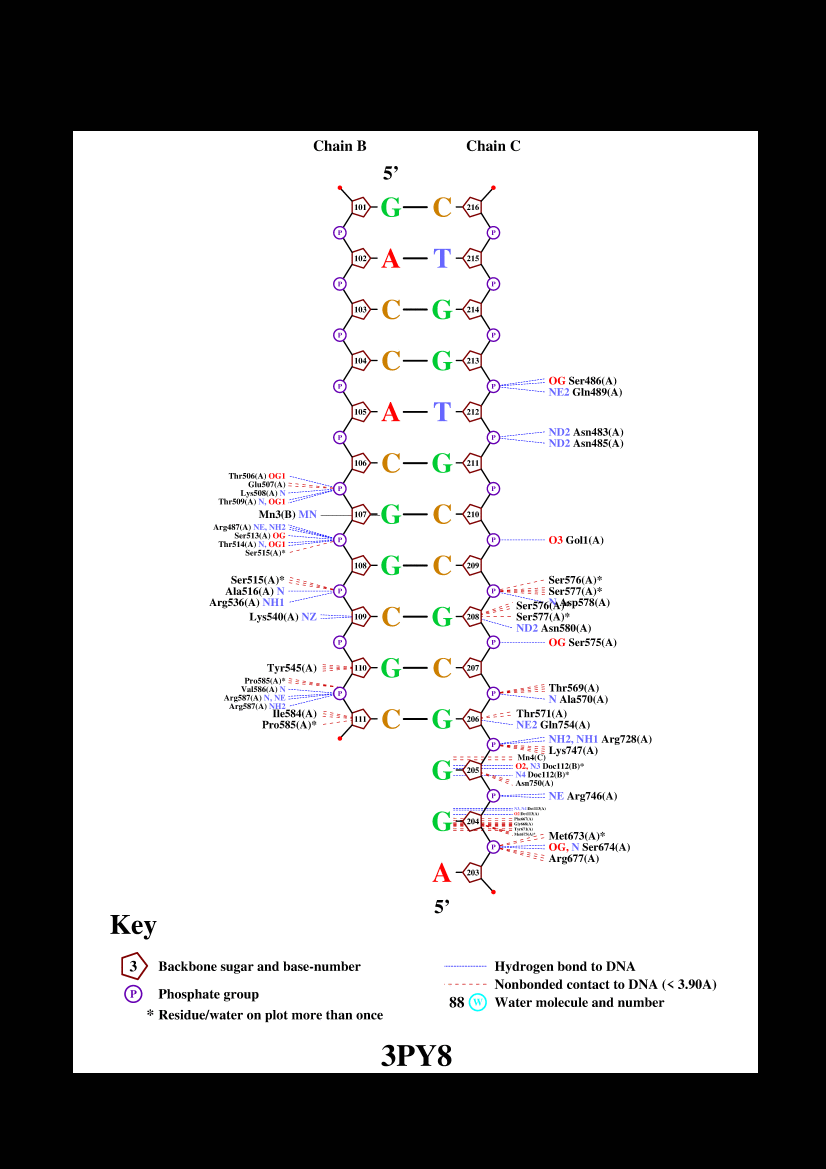 Chain B Chain C
5’
101 G C 216
P P
102 A T 215
P P
103 C G 214
P P
104 C G 213
OG Ser486(A)
P P
NE2 Gln489(A)
105 A T 212
ND2 Asn483(A)
P P
ND2 Asn485(A)
106 C G 211
Thr506(A) OG1
Glu507(A)
P P
Lys508(A) N
Thr509(A) N, OG1
Mn3(B) MN 107 G C 210
Arg487(A) NE, NH2
Ser513(A) OG
P P O3 Gol1(A)
Thr514(A) N, OG1
Ser515(A)*
108 G C 209
Ser515(A)* Ser576(A)*
Ala516(A) N P P Ser577(A)*
Arg536(A) NH1 N Asp578(A)
Ser576(A)*
Lys540(A) NZ 109 C G 208 Ser577(A)*
ND2 Asn580(A)
P P OG Ser575(A)
Tyr545(A) 110 G C 207
Pro585(A)*
Val586(A) N Thr569(A)
P P
Arg587(A) N, NE N Ala570(A)
Arg587(A) NH2
Ile584(A) Thr571(A)
111 C G 206
Pro585(A)* NE2 Gln754(A)
NH2, NH1 Arg728(A)
P
Lys747(A)
Mn4(C)
O2, N3 Doc112(B)*
G 205
N4 Doc112(B)*
Asn750(A)
P NE Arg746(A)
G 204
Met673(A)*
P OG, N Ser674(A)
Arg677(A)
A 203
5’
Key
3 Backbone sugar and base-number
P Phosphate group
* Residue/water on plot more than once
Hydrogen bond to DNA
Nonbonded contact to DNA (< 3.90A)
88 W Water molecule and number
3PY8